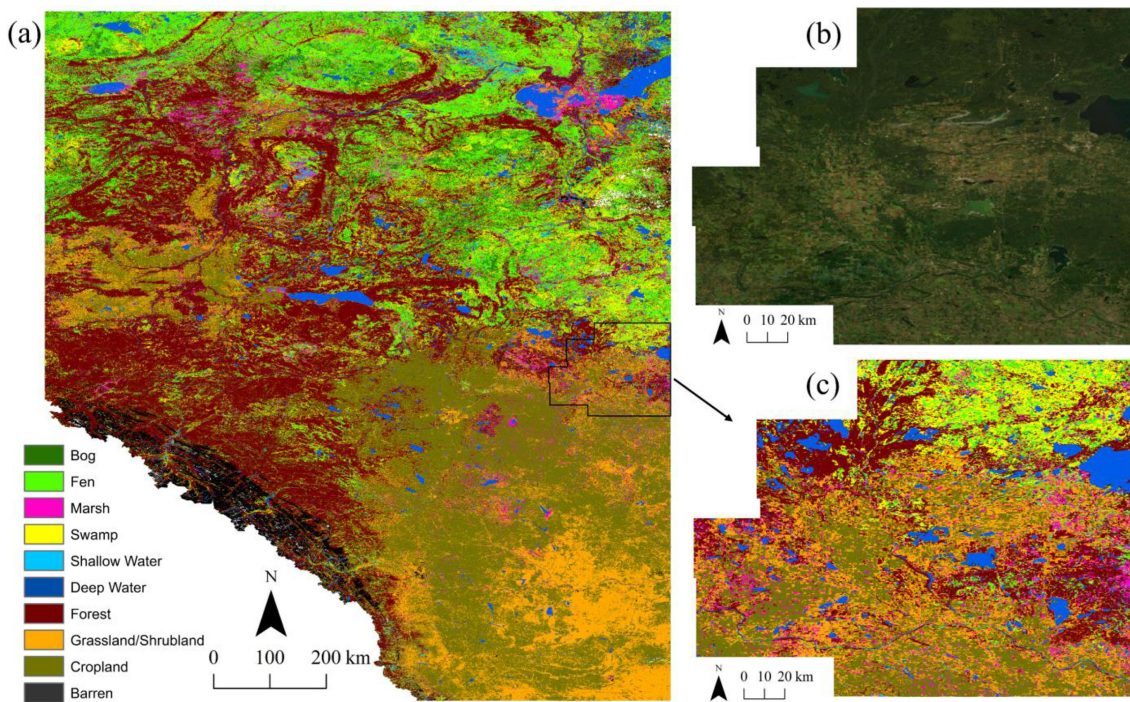 (a)
Bog
Fen
Marsh
Swamp
Shallow Water
Deep Water
Forest
Grassland/Shrubland
Cropland
Barren
N
0 100 200 km
(b)
N
0 10 20 km
(c)
N
0 10 20 km